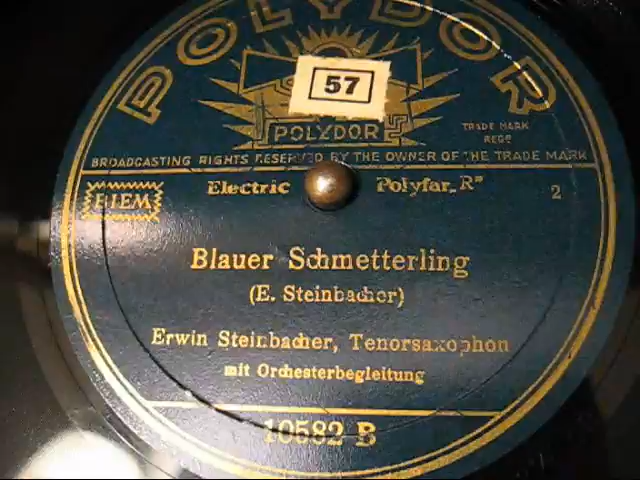 POLYDOR
57
POLYDOR
TRADE MARK
REGD
BROADCASTING RIGHTS RESERVED BY THE OWNER OF THE TRADE MARK
BIEM Electric Polyfar „R” 2
Blauer Schmetterling
(E. Steinbacher)
Erwin Steinbacher, Tenorsaxophon
mit Orchesterbegleitung
10582 B